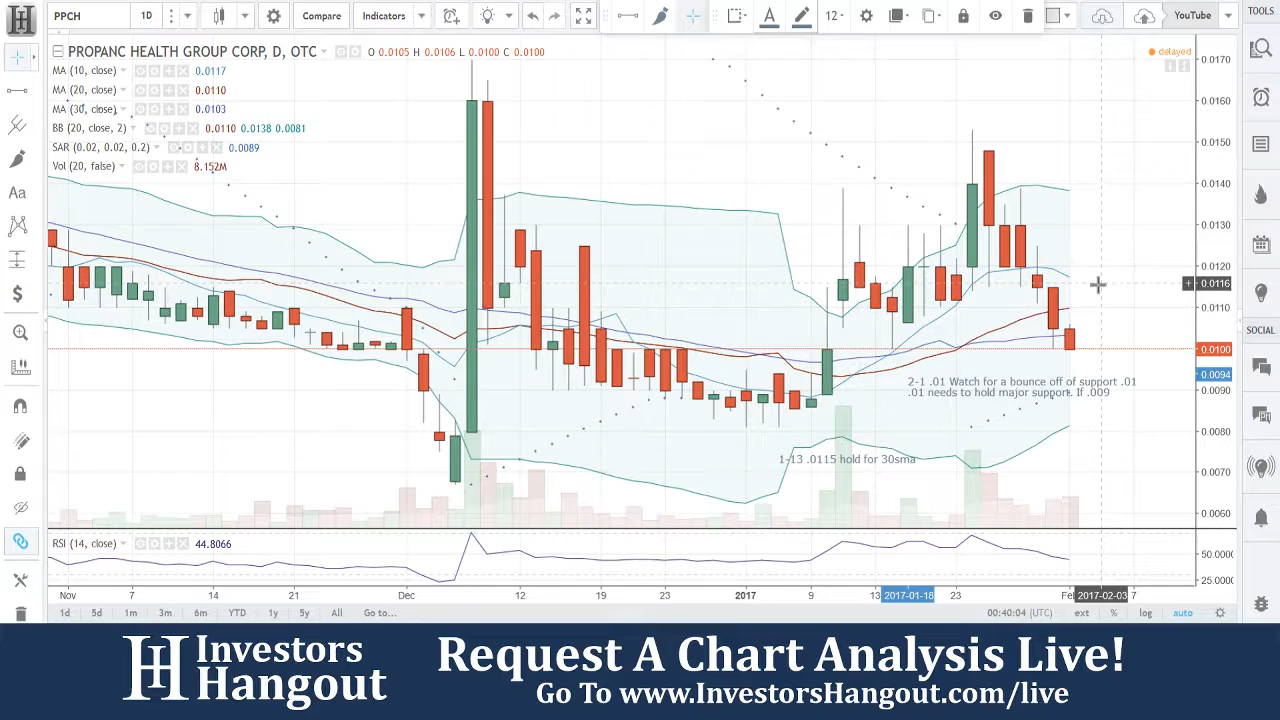 PPCH 1D Compare Indicators 12 YouTube TOOLS
PROPANC HEALTH GROUP CORP, D, OTC O 0.0105 H 0.0106 L 0.0100 C 0.0100
delayed
MA (10, close) 0.0117
MA (20, close) 0.0110
MA (30, close) 0.0103
BB (20, close, 2) 0.0110 0.0138 0.0081
SAR (0.02, 0.02, 0.2) 0.0089
Vol (20, false) 8.152M
0.0170
0.0160
0.0150
0.0140
0.0130
0.0120
0.0116
0.0110
0.0100
0.0094
0.0090
0.0080
0.0070
0.0060
SOCIAL
2-1 .01 Watch for a bounce off of support .01
.01 needs to hold major support. If .009
1-13 .0115 hold for 30sma
RSI (14, close) 44.8066
50.0000
25.0000
Nov 7 14 21 Dec 12 19 23 2017 9 13 2017-01-18 23 Feb 2017-02-03 7
1d 5d 1m 3m 6m YTD 1y 5y All Go to... 00:40:04 (UTC) ext % log auto
Investors
Hangout
Request A Chart Analysis Live!
Go To www.InvestorsHangout.com/live